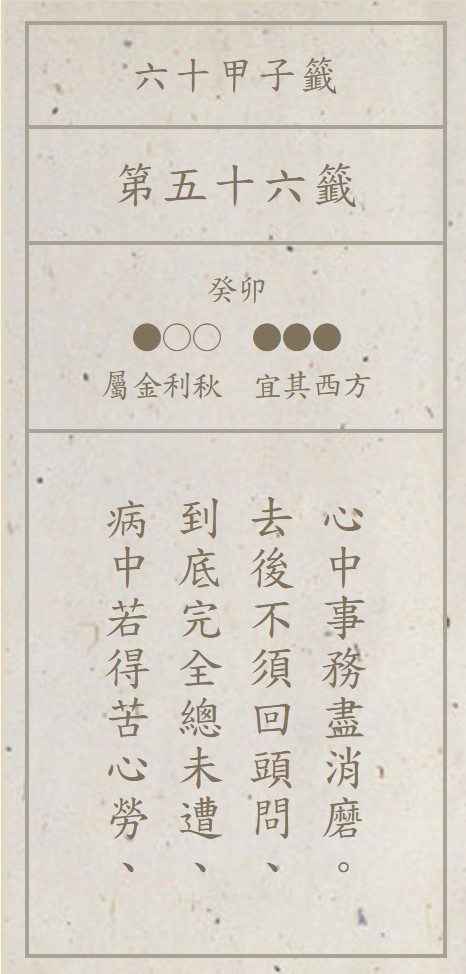 六十甲子籤
第五十六籤
癸卯
●○○ ●●●
屬金利秋 宜其西方
病中若得苦心勞、
到底完全總未遭、
去後不須回頭問、
心中事務盡消磨。